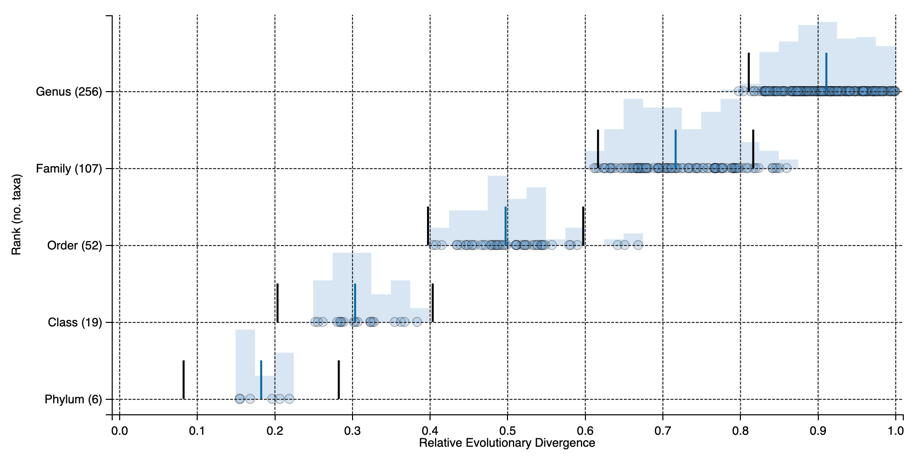 Rank (no. taxa)
Genus (256)
Family (107)
Order (52)
Class (19)
Phylum (6)
0.0 0.1 0.2 0.3 0.4 0.5 0.6 0.7 0.8 0.9 1.0
Relative Evolutionary Divergence